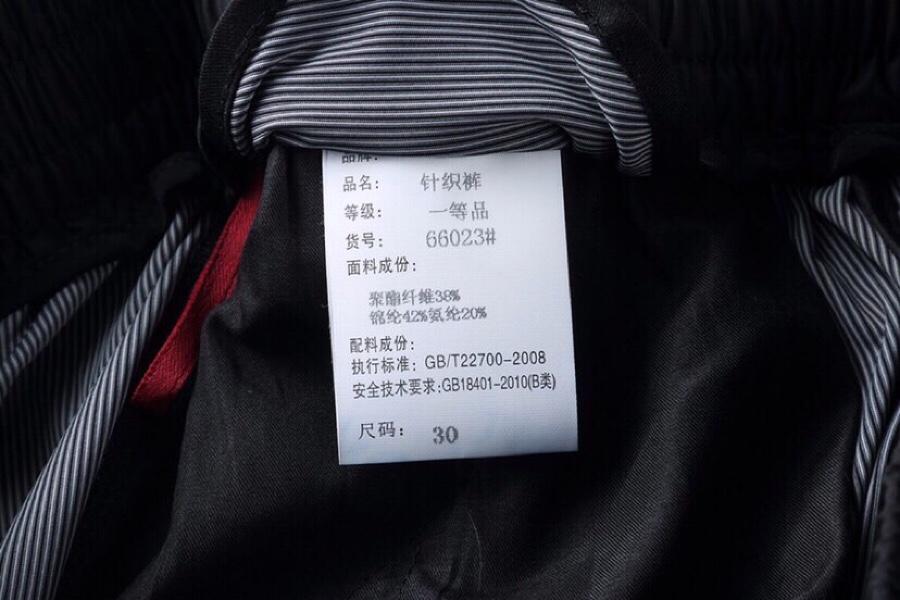 品牌:
品名: 针织裤
等级: 一等品
货号: 66023#
面料成份:
聚酯纤维38%
锦纶42%氨纶20%
配料成份:
执行标准: GB/T22700-2008
安全技术要求:GB18401-2010(B类)
尺码: 30